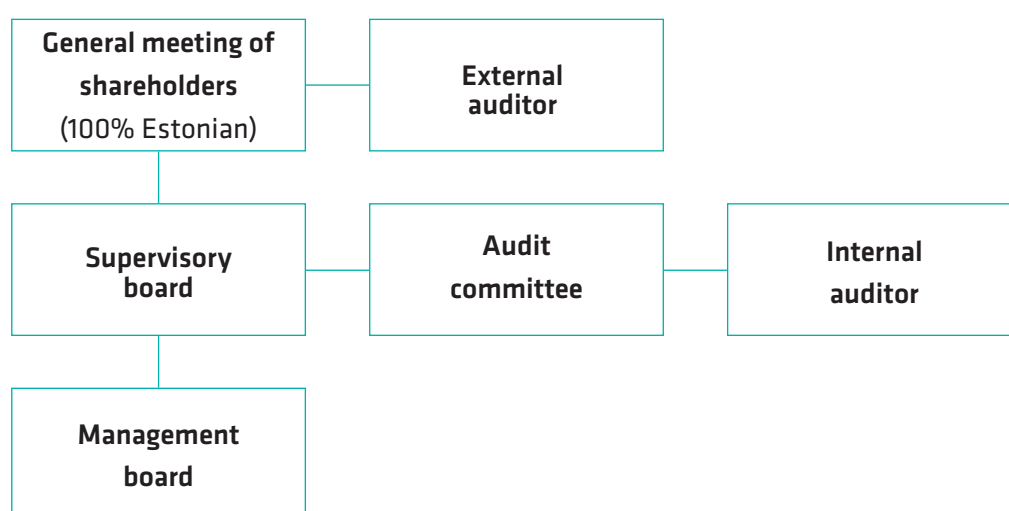 General meeting of
shareholders
(100% Estonian)
External
auditor
Supervisory
board
Audit
committee
Internal
auditor
Management
board